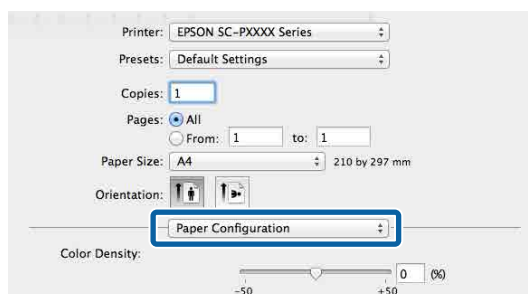 Printer: EPSON SC-PXXXX Series
Presets: Default Settings
Copies: 1
Pages: All
From: 1 to: 1
Paper Size: A4 210 by 297 mm
Orientation:
Paper Configuration
Color Density:
0 (%)
-50 +50